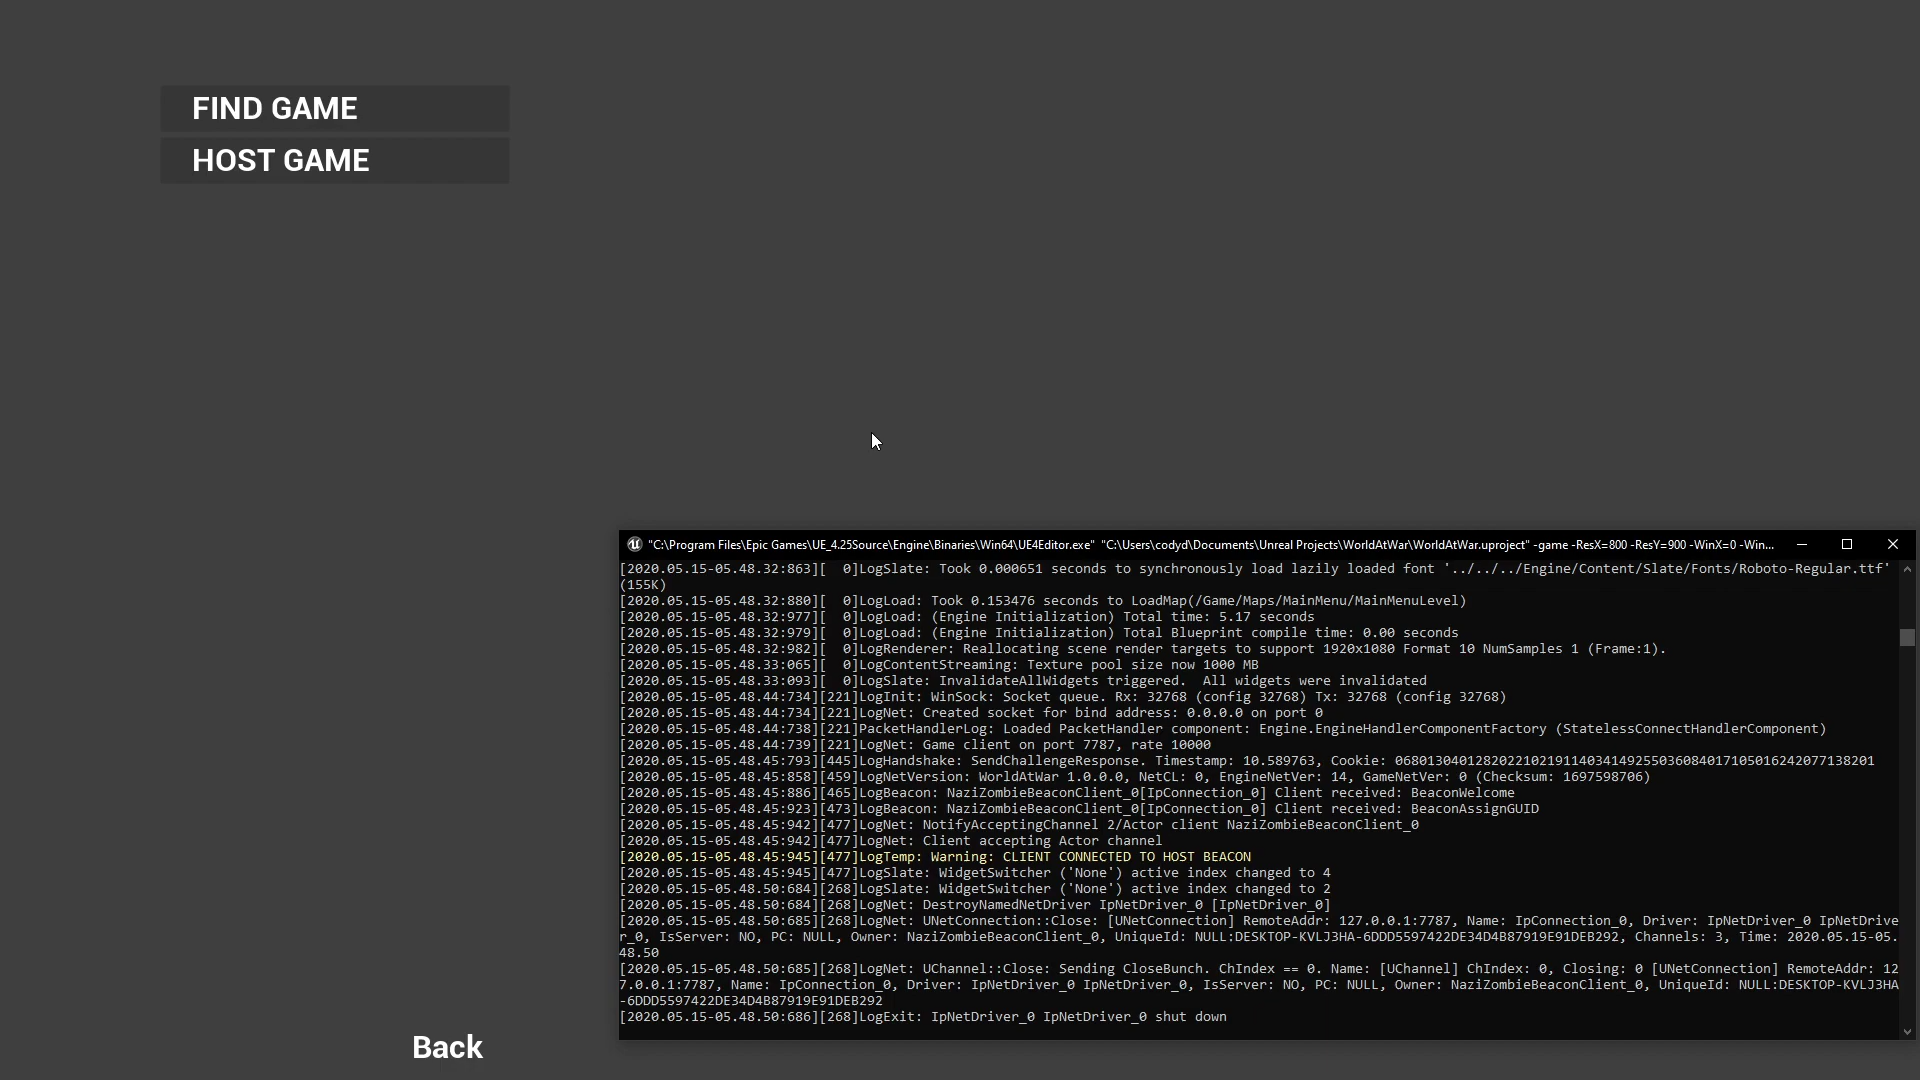 FIND GAME
HOST GAME
Back
"C:\Program Files\Epic Games\UE_4.25Source\Engine\Binaries\Win64\UE4Editor.exe" "C:\Users\codyd\Documents\Unreal Projects\WorldAtWar\WorldAtWar.uproject" -game -ResX=800 -ResY=900 -WinX=0 -Win...
[2020.05.15-05.48.32:863][  0]LogSlate: Took 0.000651 seconds to synchronously load lazily loaded font '../../../Engine/Content/Slate/Fonts/Roboto-Regular.ttf'
(155K)
[2020.05.15-05.48.32:880][  0]LogLoad: Took 0.153476 seconds to LoadMap(/Game/Maps/MainMenu/MainMenuLevel)
[2020.05.15-05.48.32:977][  0]LogLoad: (Engine Initialization) Total time: 5.17 seconds
[2020.05.15-05.48.32:979][  0]LogLoad: (Engine Initialization) Total Blueprint compile time: 0.00 seconds
[2020.05.15-05.48.32:982][  0]LogRenderer: Reallocating scene render targets to support 1920x1080 Format 10 NumSamples 1 (Frame:1).
[2020.05.15-05.48.33:065][  0]LogContentStreaming: Texture pool size now 1000 MB
[2020.05.15-05.48.33:093][  0]LogSlate: InvalidateAllWidgets triggered.  All widgets were invalidated
[2020.05.15-05.48.44:734][221]LogInit: WinSock: Socket queue. Rx: 32768 (config 32768) Tx: 32768 (config 32768)
[2020.05.15-05.48.44:734][221]LogNet: Created socket for bind address: 0.0.0.0 on port 0
[2020.05.15-05.48.44:738][221]PacketHandlerLog: Loaded PacketHandler component: Engine.EngineHandlerComponentFactory (StatelessConnectHandlerComponent)
[2020.05.15-05.48.44:739][221]LogNet: Game client on port 7787, rate 10000
[2020.05.15-05.48.45:793][445]LogHandshake: SendChallengeResponse. Timestamp: 10.589763, Cookie: 068013040128202210219114034149255036084017105016242077138201
[2020.05.15-05.48.45:858][459]LogNetVersion: WorldAtWar 1.0.0.0, NetCL: 0, EngineNetVer: 14, GameNetVer: 0 (Checksum: 1697598706)
[2020.05.15-05.48.45:886][465]LogBeacon: NaziZombieBeaconClient_0[IpConnection_0] Client received: BeaconWelcome
[2020.05.15-05.48.45:923][473]LogBeacon: NaziZombieBeaconClient_0[IpConnection_0] Client received: BeaconAssignGUID
[2020.05.15-05.48.45:942][477]LogNet: NotifyAcceptingChannel 2/Actor client NaziZombieBeaconClient_0
[2020.05.15-05.48.45:942][477]LogNet: Client accepting Actor channel
[2020.05.15-05.48.45:945][477]LogTemp: Warning: CLIENT CONNECTED TO HOST BEACON
[2020.05.15-05.48.45:945][477]LogSlate: WidgetSwitcher ('None') active index changed to 4
[2020.05.15-05.48.50:684][268]LogSlate: WidgetSwitcher ('None') active index changed to 2
[2020.05.15-05.48.50:684][268]LogNet: DestroyNamedNetDriver IpNetDriver_0 [IpNetDriver_0]
[2020.05.15-05.48.50:685][268]LogNet: UNetConnection::Close: [UNetConnection] RemoteAddr: 127.0.0.1:7787, Name: IpConnection_0, Driver: IpNetDriver_0 IpNetDrive
r_0, IsServer: NO, PC: NULL, Owner: NaziZombieBeaconClient_0, UniqueId: NULL:DESKTOP-KVLJ3HA-6DDD5597422DE34D4B87919E91DEB292, Channels: 3, Time: 2020.05.15-05.
48.50
[2020.05.15-05.48.50:685][268]LogNet: UChannel::Close: Sending CloseBunch. ChIndex == 0. Name: [UChannel] ChIndex: 0, Closing: 0 [UNetConnection] RemoteAddr: 12
7.0.0.1:7787, Name: IpConnection_0, Driver: IpNetDriver_0 IpNetDriver_0, IsServer: NO, PC: NULL, Owner: NaziZombieBeaconClient_0, UniqueId: NULL:DESKTOP-KVLJ3HA
-6DDD5597422DE34D4B87919E91DEB292
[2020.05.15-05.48.50:686][268]LogExit: IpNetDriver_0 IpNetDriver_0 shut down